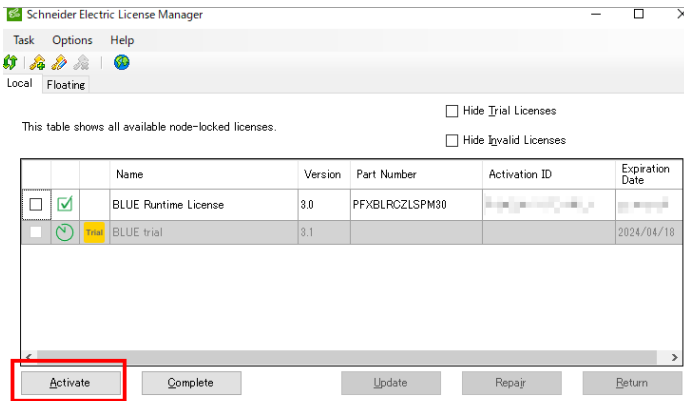 Schneider Electric License Manager
Task Options Help
Local Floating
Hide Trial Licenses
This table shows all available node-locked licenses.
Hide Invalid Licenses
Name Version Part Number Activation ID Expiration Date
BLUE Runtime License 3.0 PFXBLRCZLSPM30
Trial BLUE trial 3.1 2024/04/18
Activate Complete Update Repair Return